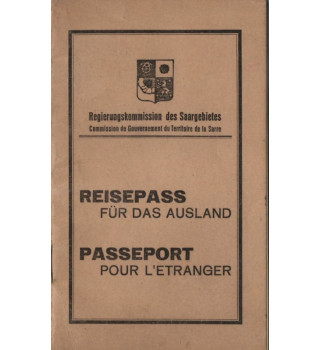 Regierungskommission des Saargebietes
Commission de Gouvernement du Territoire de la Sarre
REISEPASS
FÜR DAS AUSLAND
PASSEPORT
POUR L'ETRANGER